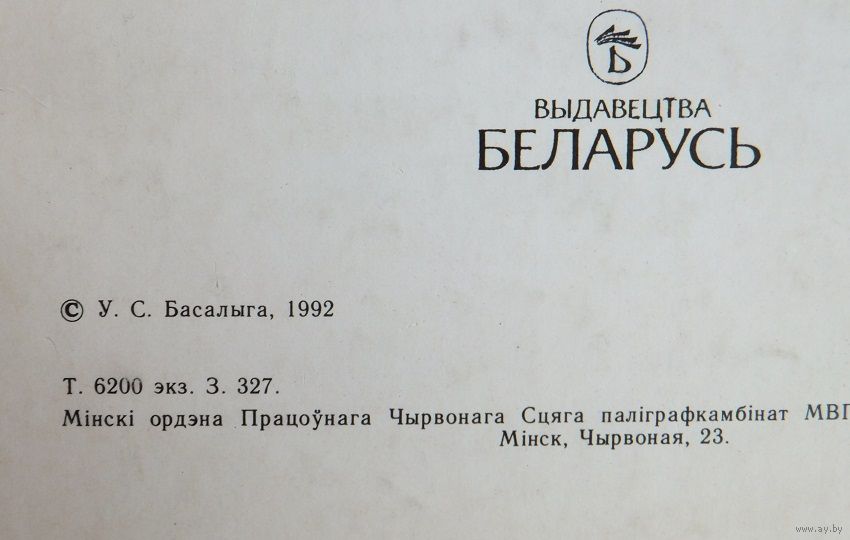 Б
ВЫДАВЕЦТВА
БЕЛАРУСЬ
© У. С. Басалыга, 1992
Т. 6200 экз. З. 327.
Мінскі ордэна Працоўнага Чырвонага Сцяга паліграфкамбінат МВГ
Мінск, Чырвоная, 23.
www.ay.by